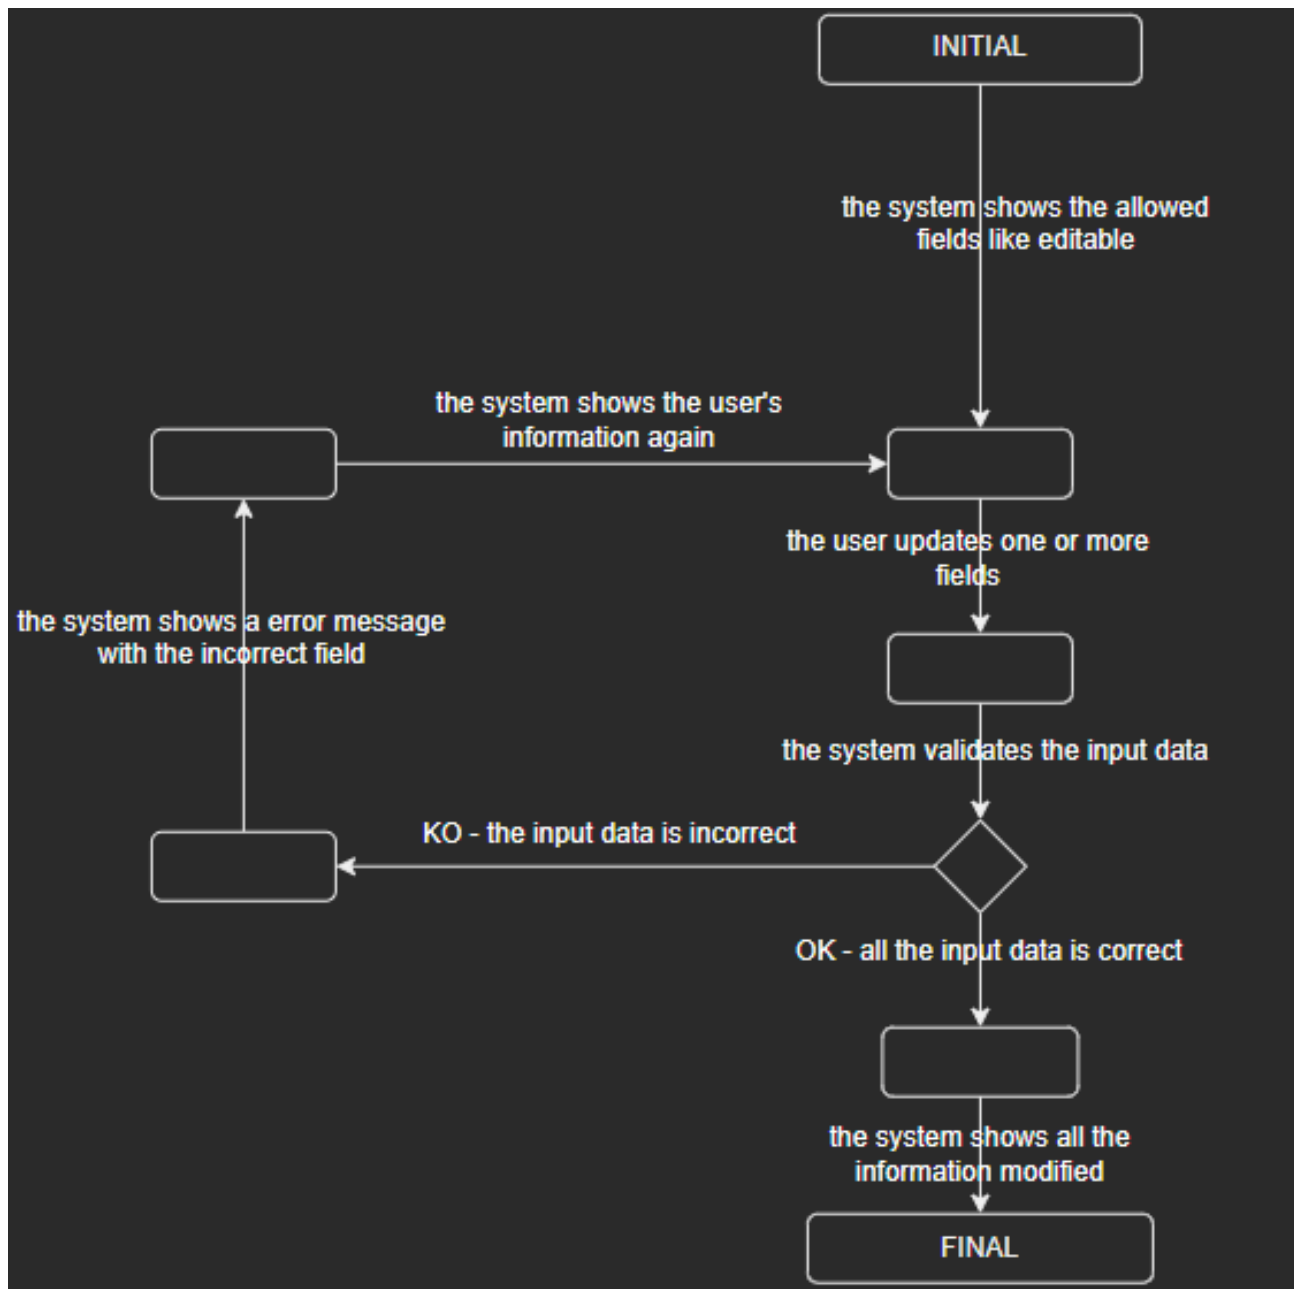 INITIAL
the system shows the allowed
fields like editable
the system shows the user's
information again
the user updates one or more
fields
the system shows a error message
with the incorrect field
the system validates the input data
KO - the input data is incorrect
OK - all the input data is correct
the system shows all the
information modified
FINAL